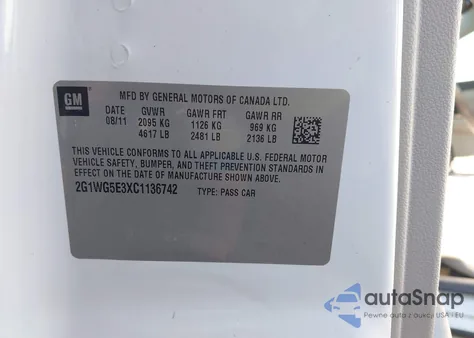 GM
MFD BY GENERAL MOTORS OF CANADA LTD.
DATE GVWR GAWR FRT GAWR RR
08/11 2095 KG 1126 KG 969 KG
4617 LB 2481 LB 2136 LB
THIS VEHICLE CONFORMS TO ALL APPLICABLE U.S. FEDERAL MOTOR
VEHICLE SAFETY, BUMPER, AND THEFT PREVENTION STANDARDS IN
EFFECT ON THE DATE OF MANUFACTURE SHOWN ABOVE.
2G1WG5E3XC1136742 TYPE: PASS CAR
autoSnap
Pewne auta z aukcji USA i EU